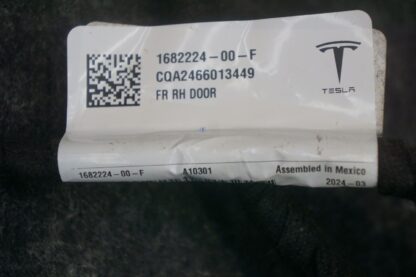 1682224-00-F
CQA2466013449
FR RH DOOR
TESLA
1682224-00-F A10301 Assembled in Mexico
2024-03